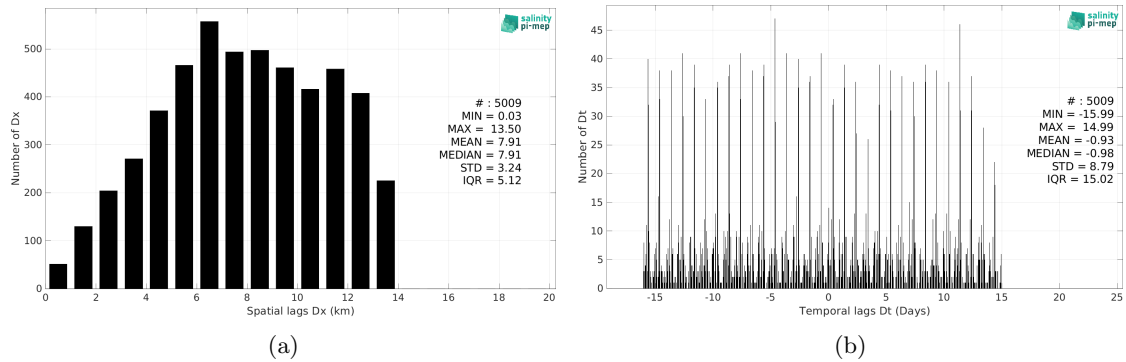 salinity
pi-mep
Number of Dx
500
400
300
200
100
0
0 2 4 6 8 10 12 14 16 18 20
Spatial lags Dx (km)
# : 5009
MIN = 0.03
MAX = 13.50
MEAN = 7.91
MEDIAN = 7.91
STD = 3.24
IQR = 5.12
(a)
salinity
pi-mep
Number of Dt
45
40
35
30
25
20
15
10
5
0
-15 -10 -5 0 5 10 15 20 25
Temporal lags Dt (Days)
# : 5009
MIN = -15.99
MAX = 14.99
MEAN = -0.93
MEDIAN = -0.98
STD = 8.79
IQR = 15.02
(b)